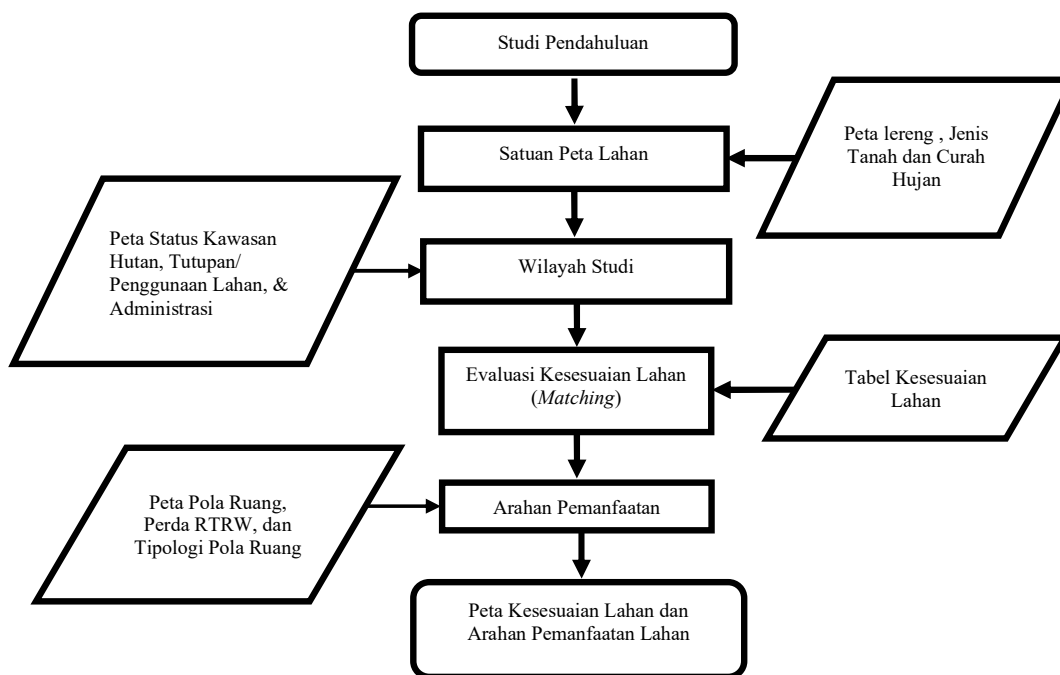 Studi Pendahuluan
Satuan Peta Lahan
Peta lereng , Jenis
Tanah dan Curah
Hujan
Peta Status Kawasan
Hutan, Tutupan/
Penggunaan Lahan, &
Administrasi
Wilayah Studi
Evaluasi Kesesuaian Lahan
(Matching)
Tabel Kesesuaian
Lahan
Peta Pola Ruang,
Perda RTRW, dan
Tipologi Pola Ruang
Arahan Pemanfaatan
Peta Kesesuaian Lahan dan
Arahan Pemanfaatan Lahan